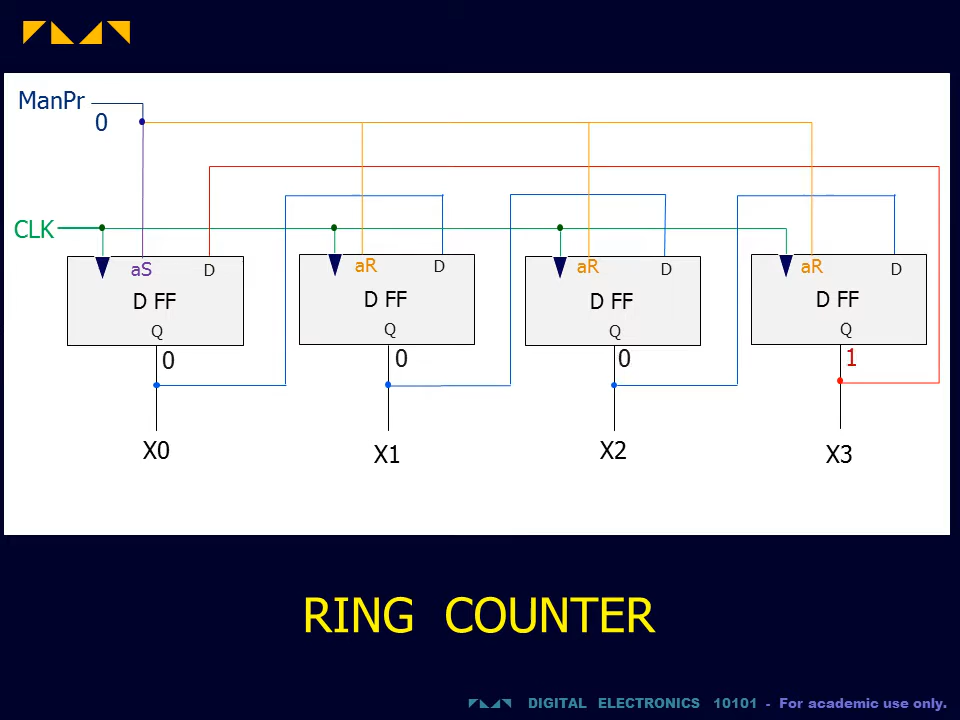 ManPr
0
CLK
aS D
D FF
Q
0
aR D
D FF
Q
0
aR D
D FF
Q
0
aR D
D FF
Q
1
X0 X1 X2 X3
RING COUNTER
DIGITAL ELECTRONICS 10101 - For academic use only.